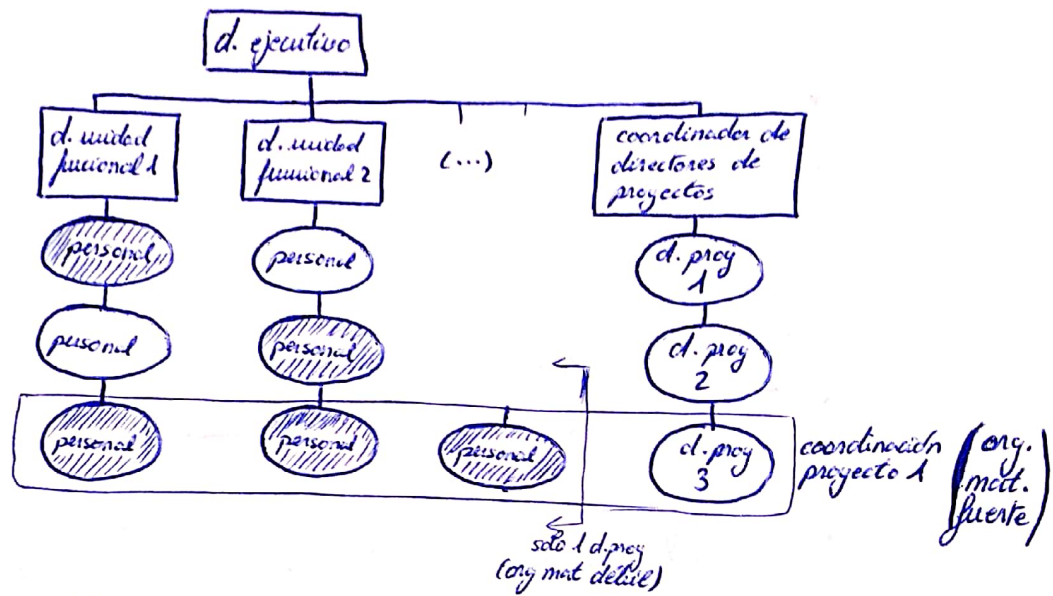 d. ejecutivo
d. unidad
funcional 1
d. unidad
funcional 2
(...)
coordinador de
directores de
proyectos
personal
personal
d. proy
1
personal
personal
d. proy
2
personal
personal
personal
d. proy
3
coordinación
proyecto 1
(org.
mat.
fuerte)
solo 1 d.proy
(org mat débil)